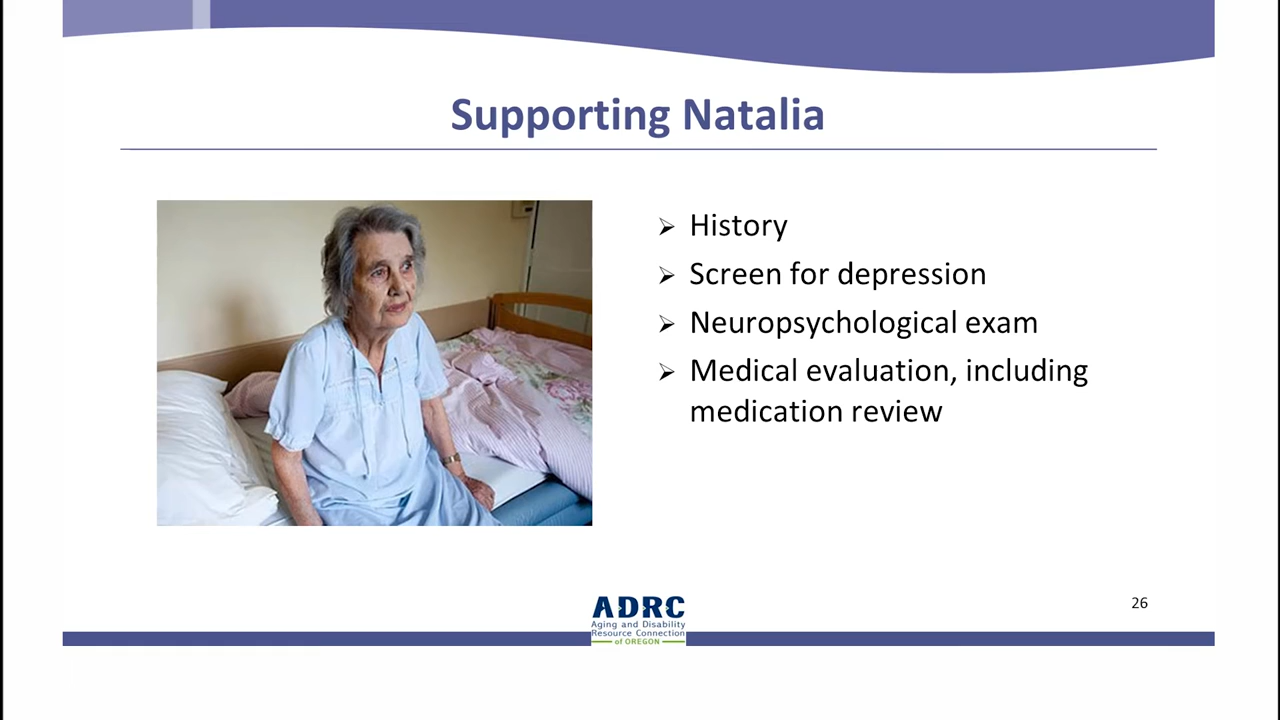 Supporting Natalia
History
Screen for depression
Neuropsychological exam
Medical evaluation, including
medication review
26
ADRC
Aging and Disability
Resource Connection
of OREGON